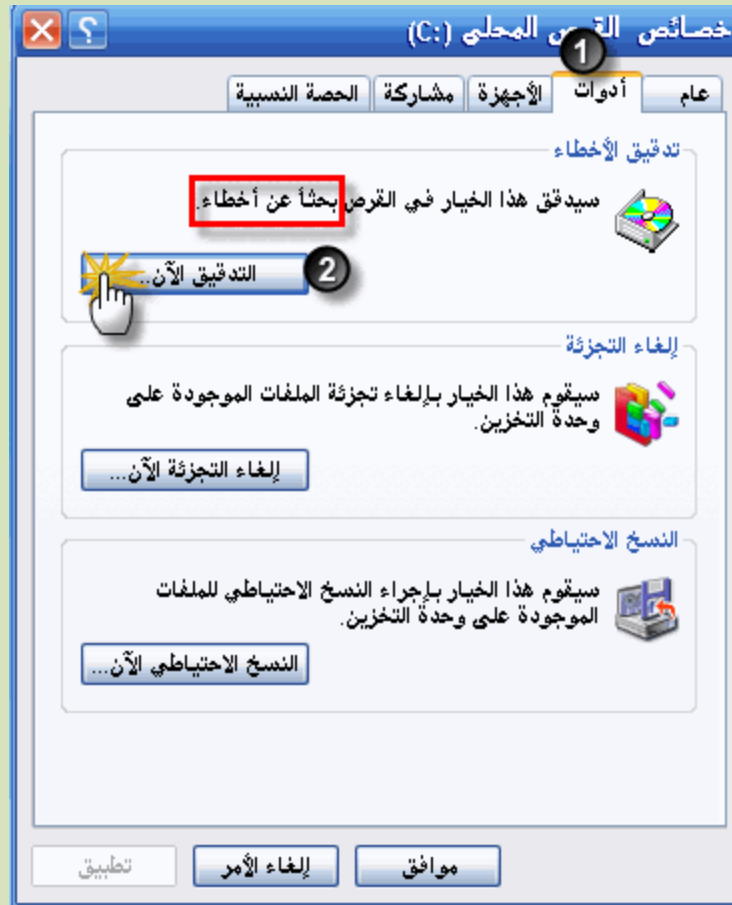 خصائص القرص المحلي (C:)
1
عام أدوات الأجهزة مشاركة الحصة النسبية
تدقيق الأخطاء
سيدقق هذا الخيار في القرص بحثاً عن أخطاء.
التدقيق الآن...
2
إلغاء التجزئة
سيقوم هذا الخيار بإلغاء تجزئة الملفات الموجودة على
وحدة التخزين.
إلغاء التجزئة الآن...
النسخ الاحتياطي
سيقوم هذا الخيار بإجراء النسخ الاحتياطي للملفات
الموجودة على وحدة التخزين.
النسخ الاحتياطي الآن...
موافق إلغاء الأمر تطبيق